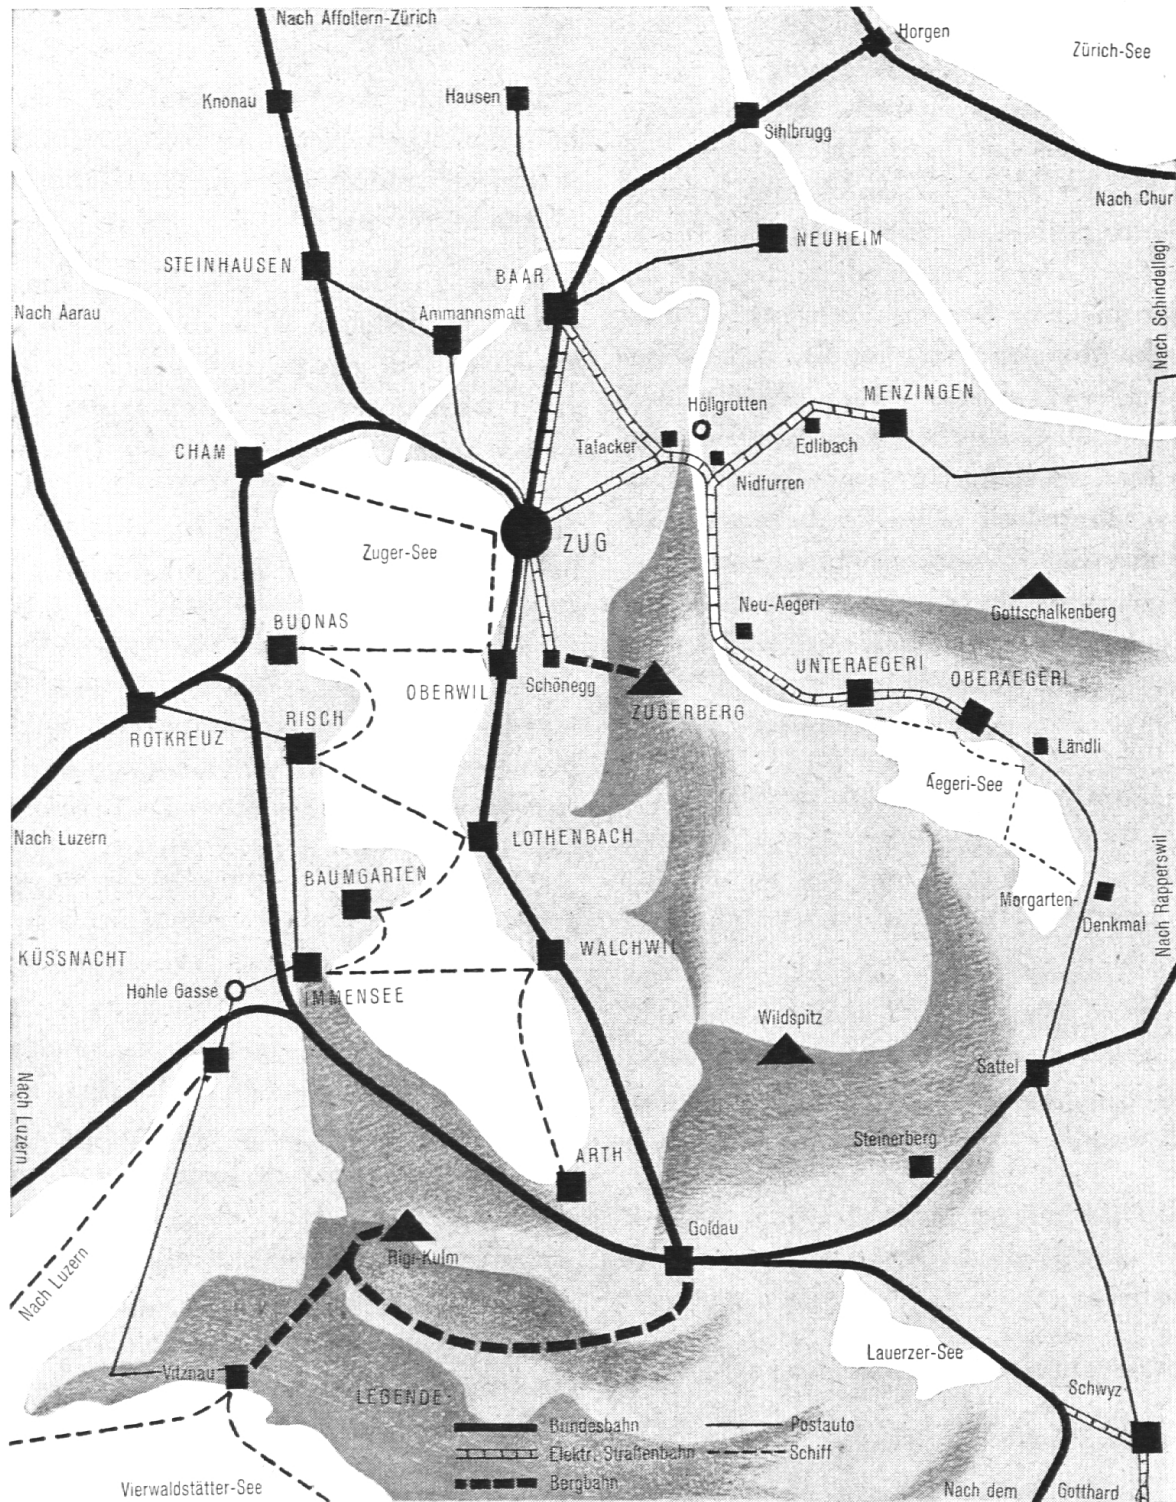 Nach Affoltern-Zürich
Horgen
Zürich-See
Knonau
Hausen
Sihlbrugg
Nach Chur
NEUHEIM
STEINHAUSEN
BAAR
Nach Schindellegi
Nach Aarau
Ammannsmatt
MENZINGEN
Höllgrotten
CHAM
Talacker
Edlibach
Nidfurren
ZUG
Zuger-See
Gottschalkenberg
Neu-Aegeri
BUONAS
UNTERAEGERI
OBERAEGERI
OBERWIL
Schönegg
ZUGERBERG
RISCH
ROTKREUZ
Ländli
Aegeri-See
Nach Luzern
LOTHENBACH
BAUMGARTEN
Morgarten-
Denkmal
Nach Rapperswil
WALCHWIL
KÜSSNACHT
Hohle Gasse
IMMENSEE
Wildspitz
Sattel
Nach Luzern
Steinerberg
ARTH
Goldau
Rigi-Kulm
Nach Luzern
Lauerzer-See
Vitznau
Schwyz
LEGENDE:
Bundesbahn
Postauto
Elektr. Straßenbahn
Schiff
Bergbahn
Vierwaldstätter-See
Nach dem Gotthard